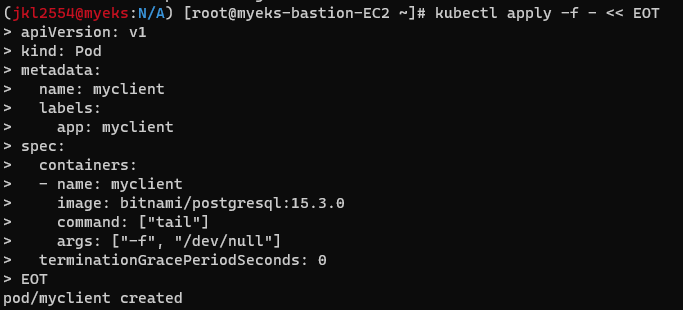 (jkl2554@myeks:N/A) [root@myeks-bastion-EC2 ~]# kubectl apply -f - << EOT
> apiVersion: v1
> kind: Pod
> metadata:
>   name: myclient
>   labels:
>     app: myclient
> spec:
>   containers:
>   - name: myclient
>     image: bitnami/postgresql:15.3.0
>     command: ["tail"]
>     args: ["-f", "/dev/null"]
>   terminationGracePeriodSeconds: 0
> EOT
pod/myclient created